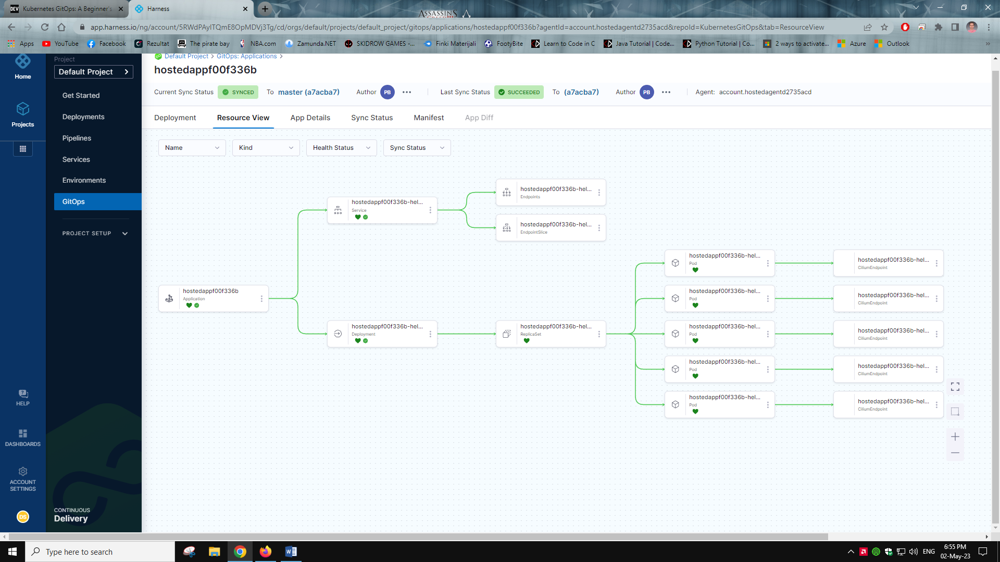 DEV Kubernetes GitOps: A Beginner's
Harness
ASSASSINS
app.harness.io/ng/account/5RWdPAyITQmE8OpMDVj3Tg/cd/orgs/default/projects/default_project/gitops/applications/hostedappf00f336b?agentId=account.hostedagentd2735acd&repoId=KubernetesGitOps&tab=ResourceView
Apps YouTube Facebook Rezultat The pirate bay NBA.com Zamunda.NET SKIDROW GAMES -... Finki Materijali FootyBite Learn to Code in C Java Tutorial | Code... Python Tutorial | Co... 2 ways to activate... Azure Outlook »
Home
Projects
HELP
DASHBOARDS
ACCOUNT
SETTINGS
DS
Project
Default Project
Get Started
Deployments
Pipelines
Services
Environments
GitOps
PROJECT SETUP
CONTINUOUS
Delivery
Default Project > GitOps: Applications >
hostedappf00f336b
Current Sync Status SYNCED To master (a7acba7) Author PB ••• Last Sync Status SUCCEEDED To (a7acba7) Author PB ••• Agent: account.hostedagentd2735acd
Deployment Resource View App Details Sync Status Manifest App Diff
Name Kind Health Status Sync Status
hostedappf00f336b
Application
hostedappf00f336b-hel...
Service
hostedappf00f336b-hel...
Endpoints
hostedappf00f336b-hel...
EndpointSlice
hostedappf00f336b-hel...
Deployment
hostedappf00f336b-hel...
ReplicaSet
hostedappf00f336b-hel...
Pod
hostedappf00f336b-hel...
CiliumEndpoint
hostedappf00f336b-hel...
Pod
hostedappf00f336b-hel...
CiliumEndpoint
hostedappf00f336b-hel...
Pod
hostedappf00f336b-hel...
CiliumEndpoint
hostedappf00f336b-hel...
Pod
hostedappf00f336b-hel...
CiliumEndpoint
hostedappf00f336b-hel...
Pod
hostedappf00f336b-hel...
CiliumEndpoint
Type here to search
ENG
6:55 PM
02-May-23